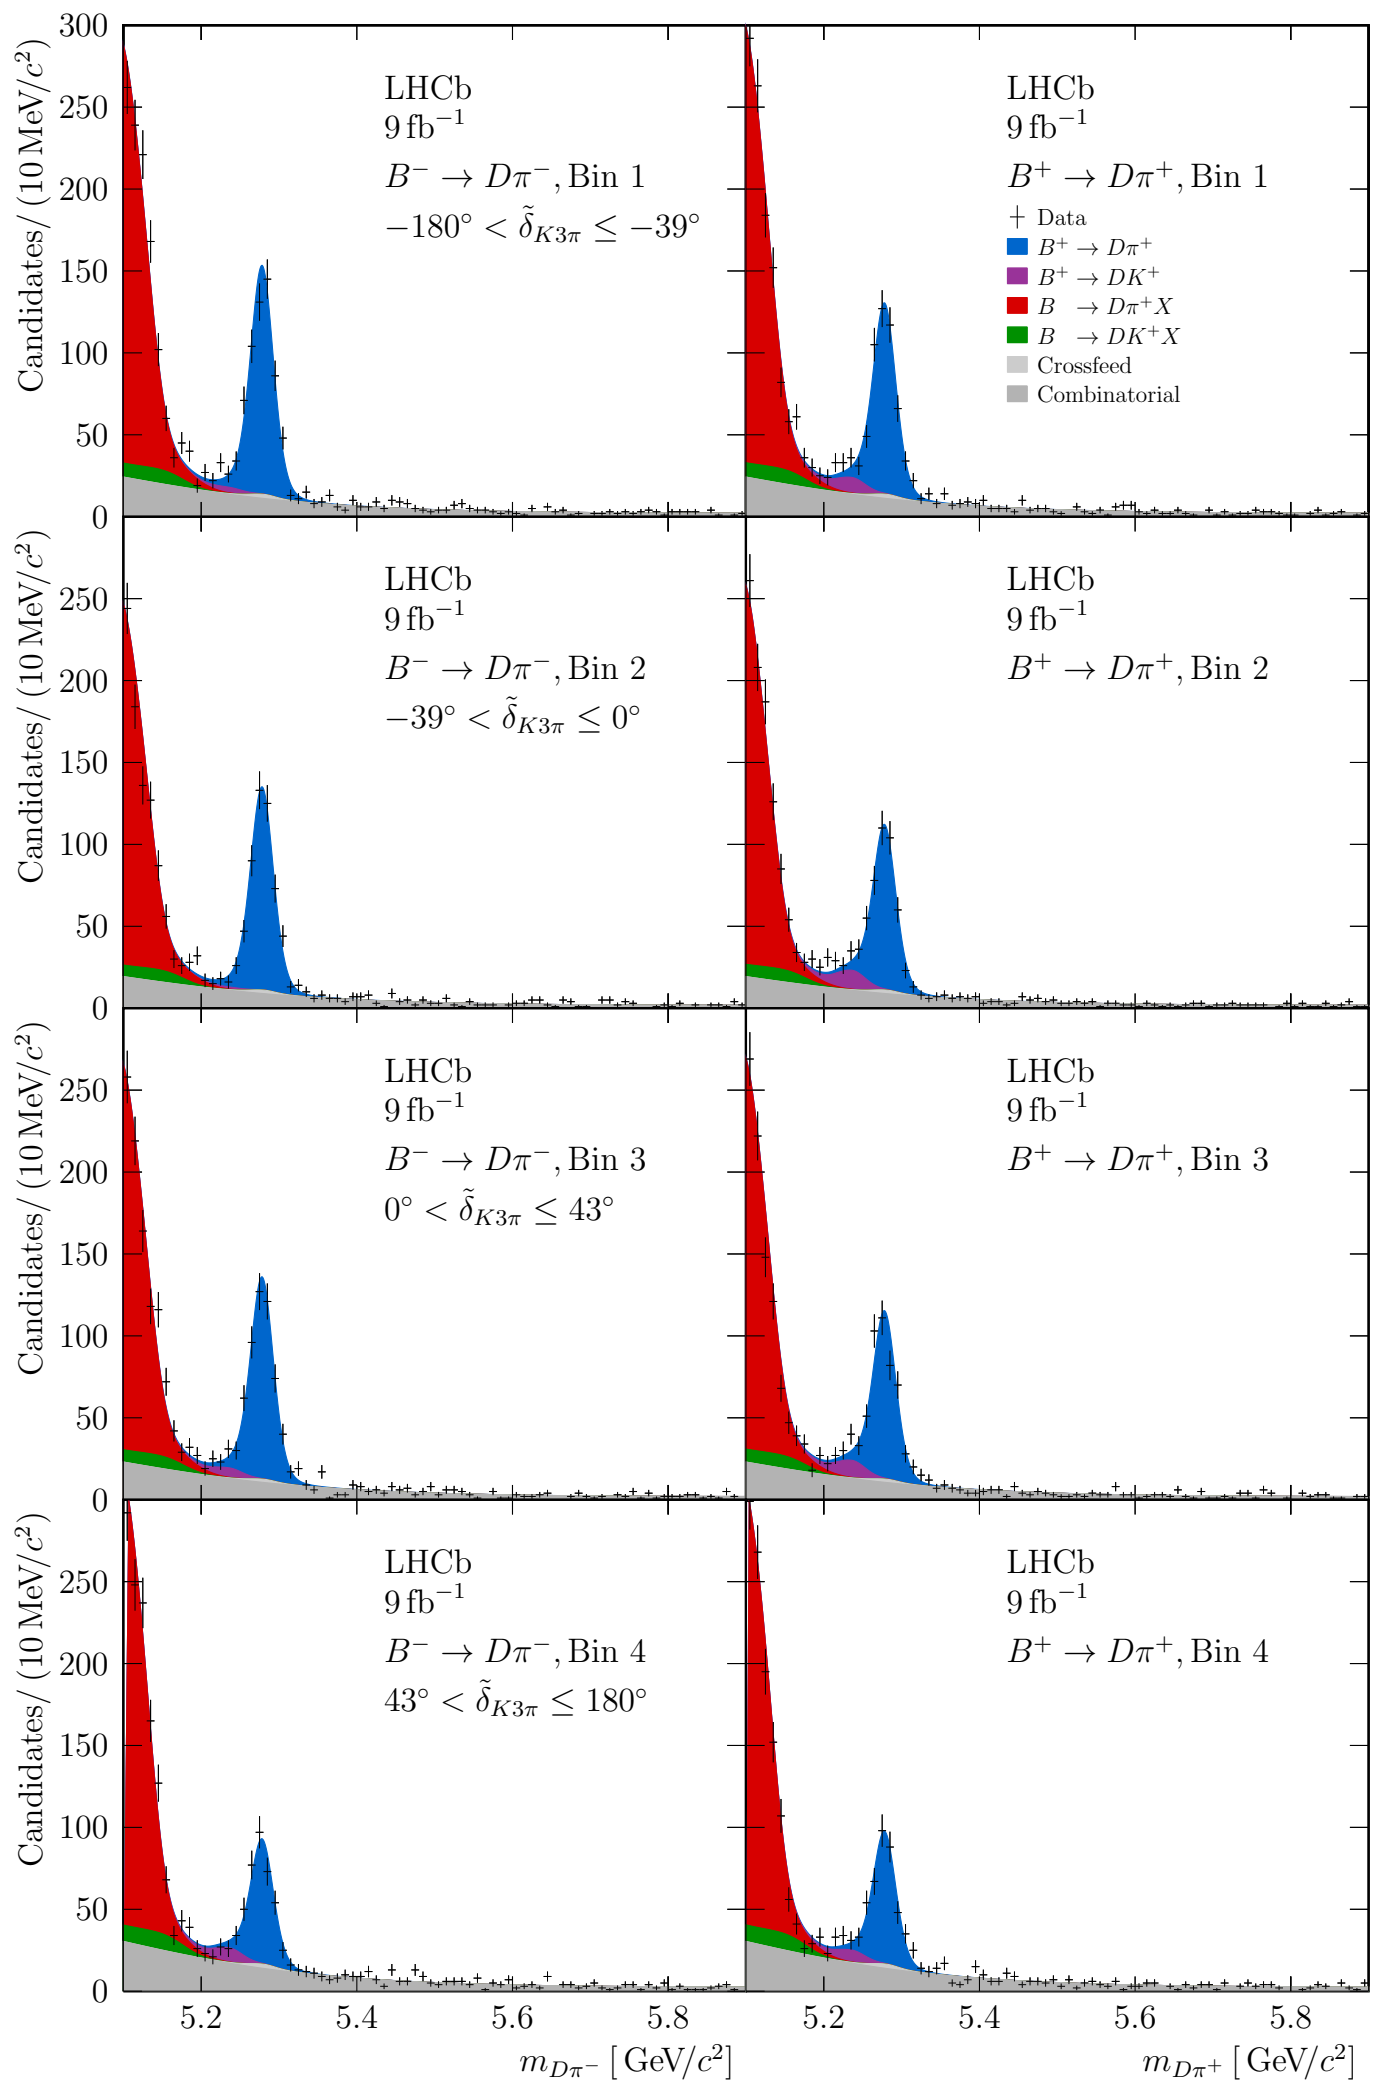 Candidates/ (10 MeV/c²)
300
250
200
150
100
50
0
LHCb
9 fb⁻¹
B⁻ → Dπ⁻, Bin 1
−180° < δ̃_K3π ≤ −39°
LHCb
9 fb⁻¹
B⁺ → Dπ⁺, Bin 1
Data
B⁺ → Dπ⁺
B⁺ → DK⁺
B → Dπ⁺X
B → DK⁺X
Crossfeed
Combinatorial
Candidates/ (10 MeV/c²)
250
200
150
100
50
0
LHCb
9 fb⁻¹
B⁻ → Dπ⁻, Bin 2
−39° < δ̃_K3π ≤ 0°
LHCb
9 fb⁻¹
B⁺ → Dπ⁺, Bin 2
Candidates/ (10 MeV/c²)
250
200
150
100
50
0
LHCb
9 fb⁻¹
B⁻ → Dπ⁻, Bin 3
0° < δ̃_K3π ≤ 43°
LHCb
9 fb⁻¹
B⁺ → Dπ⁺, Bin 3
Candidates/ (10 MeV/c²)
250
200
150
100
50
0
LHCb
9 fb⁻¹
B⁻ → Dπ⁻, Bin 4
43° < δ̃_K3π ≤ 180°
LHCb
9 fb⁻¹
B⁺ → Dπ⁺, Bin 4
5.2 5.4 5.6 5.8
m_Dπ⁻ [ GeV/c²]
5.2 5.4 5.6 5.8
m_Dπ⁺ [ GeV/c²]